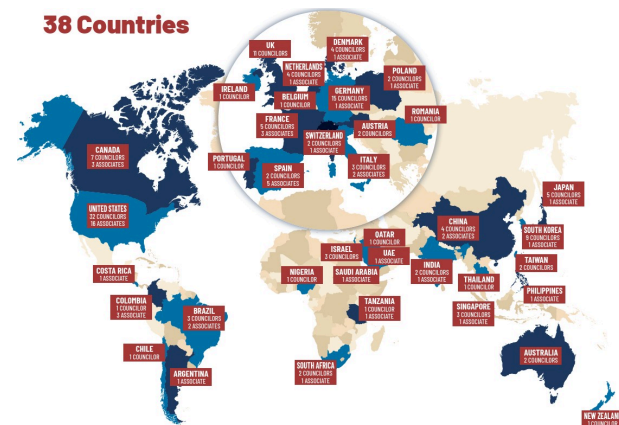 38 Countries
UK
11 COUNCILORS
DENMARK
4 COUNCILORS
1 ASSOCIATE
NETHERLANDS
4 COUNCILORS
1 ASSOCIATE
POLAND
2 COUNCILORS
1 ASSOCIATE
IRELAND
1 COUNCILOR
BELGIUM
1 COUNCILOR
GERMANY
15 COUNCILORS
1 ASSOCIATE
ROMANIA
1 COUNCILOR
FRANCE
5 COUNCILORS
3 ASSOCIATES
AUSTRIA
2 COUNCILORS
SWITZERLAND
2 COUNCILORS
1 ASSOCIATE
PORTUGAL
1 COUNCILOR
SPAIN
2 COUNCILORS
5 ASSOCIATES
ITALY
3 COUNCILORS
2 ASSOCIATES
CANADA
7 COUNCILORS
3 ASSOCIATES
UNITED STATES
32 COUNCILORS
16 ASSOCIATES
JAPAN
5 COUNCILORS
1 ASSOCIATE
CHINA
4 COUNCILORS
2 ASSOCIATES
SOUTH KOREA
9 COUNCILORS
1 ASSOCIATE
QATAR
1 COUNCILOR
ISRAEL
3 COUNCILORS
UAE
1 ASSOCIATE
INDIA
2 COUNCILORS
1 ASSOCIATE
TAIWAN
2 COUNCILORS
COSTA RICA
1 ASSOCIATE
NIGERIA
1 COUNCILOR
SAUDI ARABIA
1 ASSOCIATE
THAILAND
1 COUNCILOR
PHILIPPINES
1 ASSOCIATE
COLOMBIA
1 COUNCILOR
3 ASSOCIATE
BRAZIL
3 COUNCILORS
2 ASSOCIATES
TANZANIA
1 COUNCILOR
1 ASSOCIATE
SINGAPORE
3 COUNCILORS
1 ASSOCIATE
CHILE
1 COUNCILOR
ARGENTINA
1 ASSOCIATE
SOUTH AFRICA
2 COUNCILORS
1 ASSOCIATE
AUSTRALIA
2 COUNCILORS
NEW ZEALAN
1 COUNCILOR